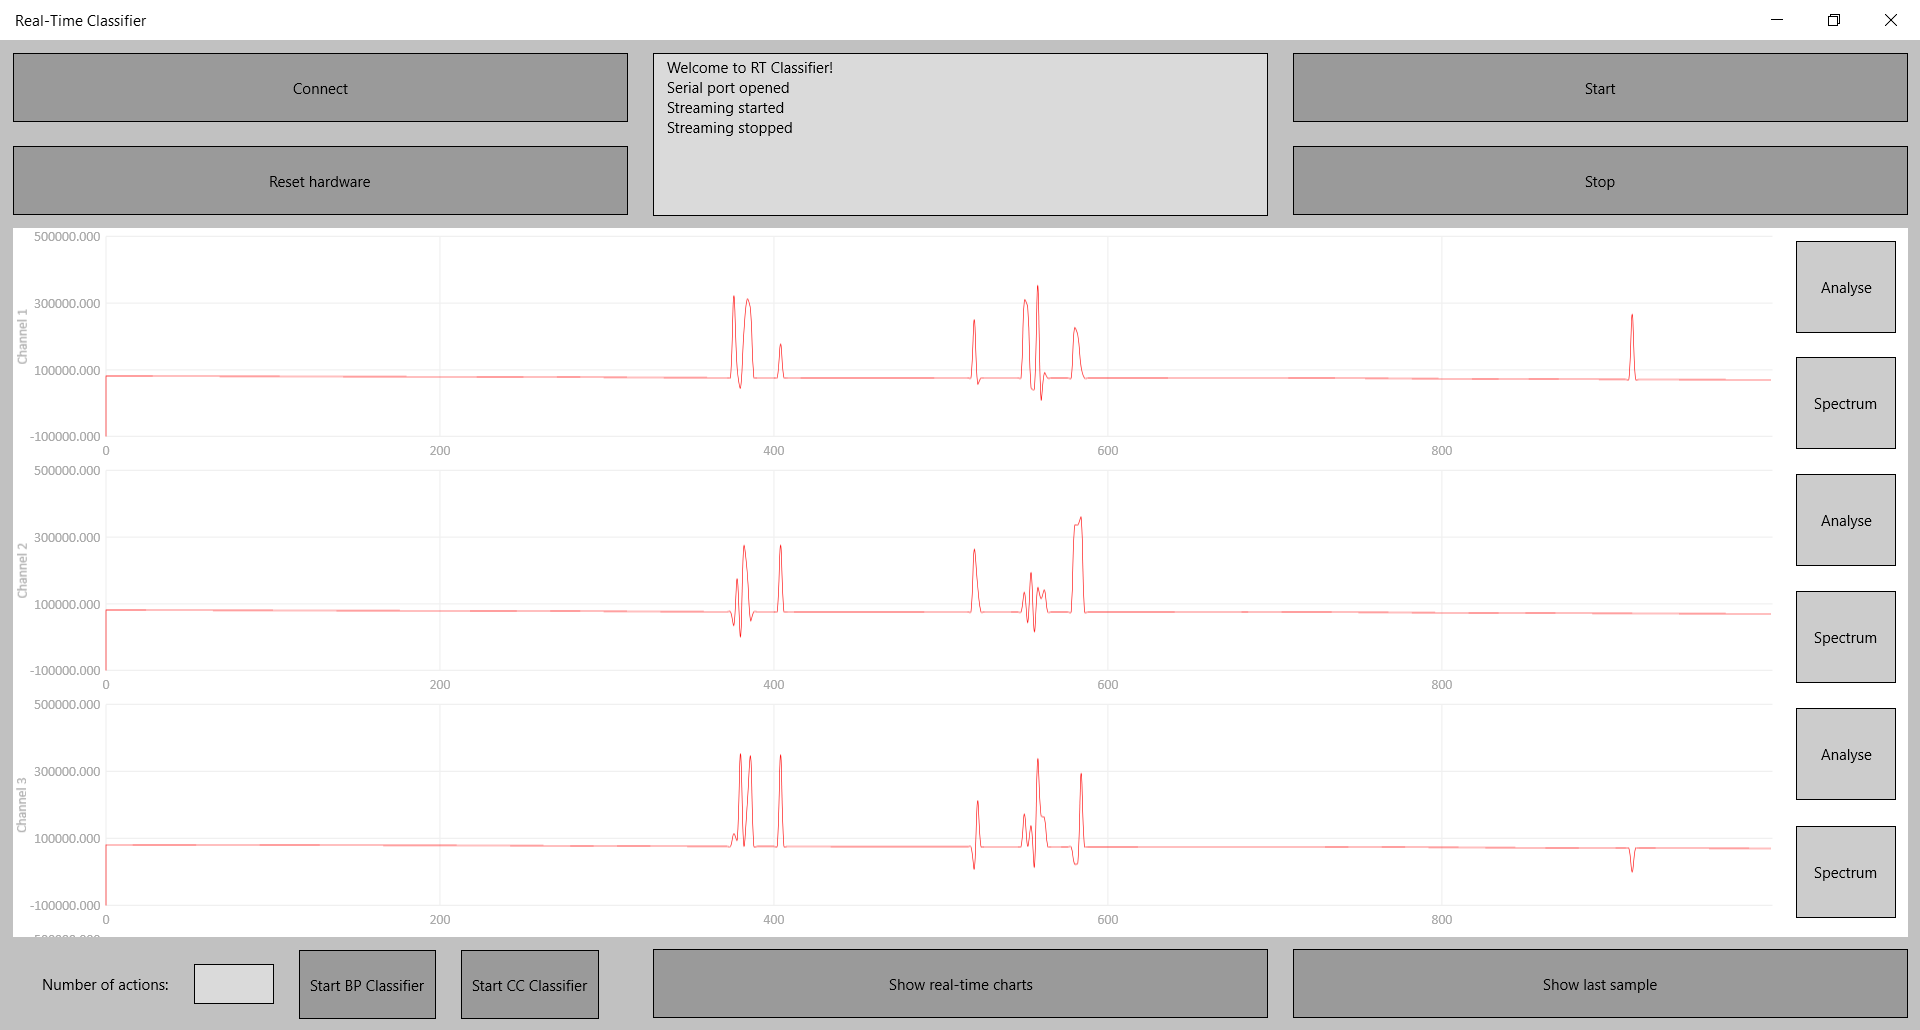 Real-Time Classifier
Connect
Reset hardware
Welcome to RT Classifier!
Serial port opened
Streaming started
Streaming stopped
Start
Stop
500000.000
300000.000
100000.000
-100000.000
Channel 1
0 200 400 600 800
Analyse
Spectrum
500000.000
300000.000
100000.000
-100000.000
Channel 2
0 200 400 600 800
Analyse
Spectrum
500000.000
300000.000
100000.000
-100000.000
Channel 3
0 200 400 600 800
Analyse
Spectrum
Number of actions:
Start BP Classifier
Start CC Classifier
Show real-time charts
Show last sample